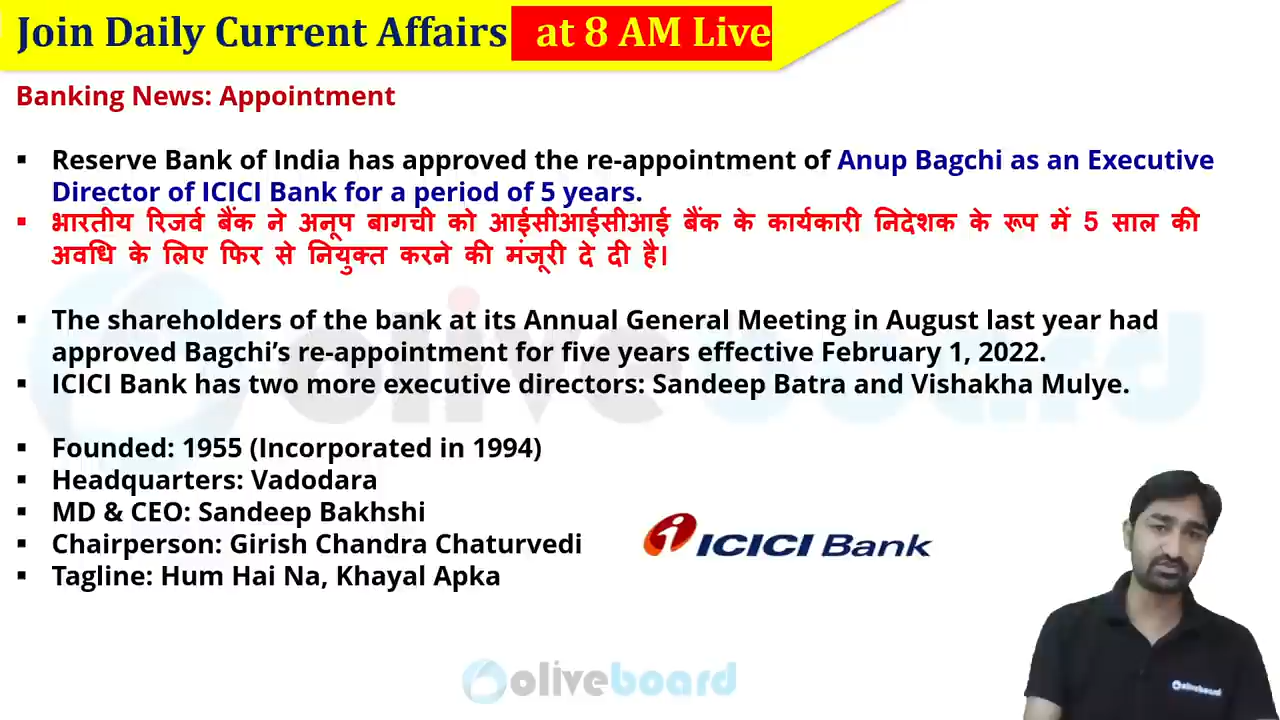 Join Daily Current Affairs at 8 AM Live
Banking News: Appointment
▪ Reserve Bank of India has approved the re-appointment of Anup Bagchi as an Executive
Director of ICICI Bank for a period of 5 years.
▪ भारतीय रिजर्व बैंक ने अनूप बागची को आईसीआईसीआई बैंक के कार्यकारी निदेशक के रूप में 5 साल की
अवधि के लिए फिर से नियुक्त करने की मंजूरी दे दी है।
▪ The shareholders of the bank at its Annual General Meeting in August last year had
approved Bagchi’s re-appointment for five years effective February 1, 2022.
▪ ICICI Bank has two more executive directors: Sandeep Batra and Vishakha Mulye.
▪ Founded: 1955 (Incorporated in 1994)
▪ Headquarters: Vadodara
▪ MD & CEO: Sandeep Bakhshi
▪ Chairperson: Girish Chandra Chaturvedi
▪ Tagline: Hum Hai Na, Khayal Apka
ICICI Bank
oliveboard
oliveboard
oliveboard